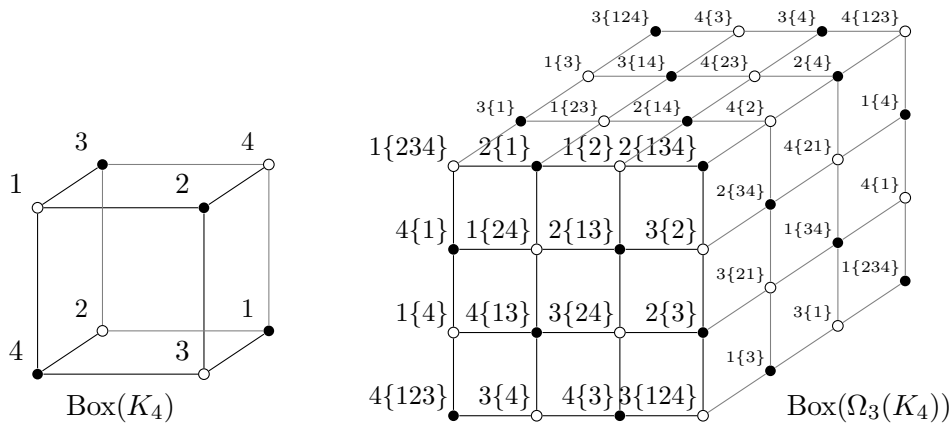 3{124} 4{3} 3{4} 4{123}
1{3} 3{14} 4{23} 2{4}
3{1} 1{23} 2{14} 4{2} 1{4}
1{234} 2{1} 1{2} 2{134} 4{21}
3 4
1 2
2{34} 4{1}
4{1} 1{24} 2{13} 3{2} 1{34}
3{21} 1{234}
2 1
1{4} 4{13} 3{24} 2{3} 3{1}
4 3
1{3}
4{123} 3{4} 4{3} 3{124}
Box(K4) Box(Ω3(K4))